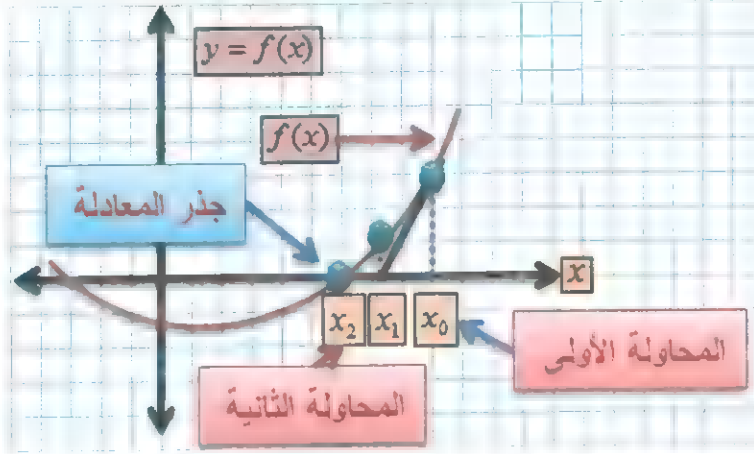 y = f(x)
f(x)
جذر المعادلة
x
x₂ x₁ x₀
المحاولة الأولى
المحاولة الثانية